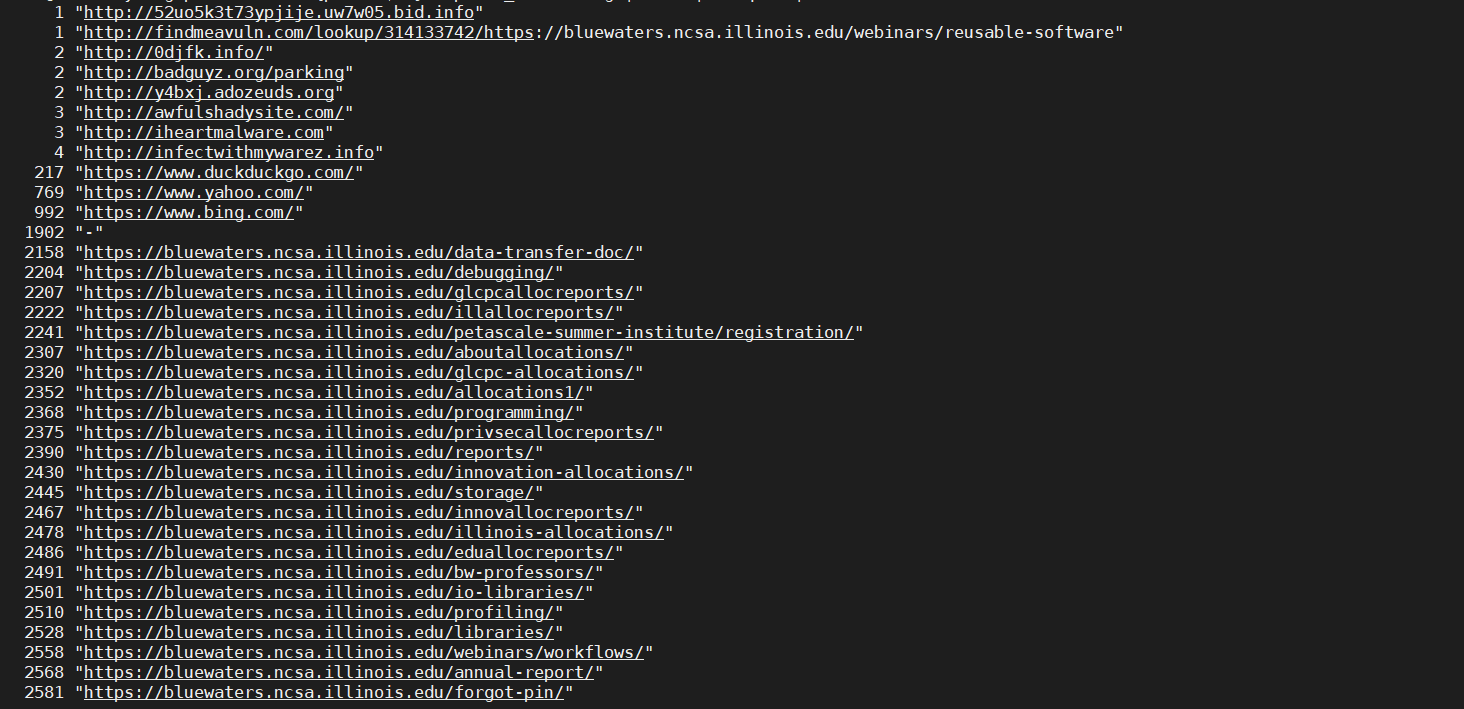 1 "http://52uo5k3t73ypjije.uw7w05.bid.info"
1 "http://findmeavuln.com/lookup/314133742/https://bluewaters.ncsa.illinois.edu/webinars/reusable-software"
2 "http://0djfk.info/"
2 "http://badguyz.org/parking"
2 "http://y4bxj.adozeuds.org"
3 "http://awfulshadysite.com/"
3 "http://iheartmalware.com"
4 "http://infectwithmywarez.info"
217 "https://www.duckduckgo.com/"
769 "https://www.yahoo.com/"
992 "https://www.bing.com/"
1902 "-"
2158 "https://bluewaters.ncsa.illinois.edu/data-transfer-doc/"
2204 "https://bluewaters.ncsa.illinois.edu/debugging/"
2207 "https://bluewaters.ncsa.illinois.edu/glcpcallocreports/"
2222 "https://bluewaters.ncsa.illinois.edu/illallocreports/"
2241 "https://bluewaters.ncsa.illinois.edu/petascale-summer-institute/registration/"
2307 "https://bluewaters.ncsa.illinois.edu/aboutallocations/"
2320 "https://bluewaters.ncsa.illinois.edu/glcpc-allocations/"
2352 "https://bluewaters.ncsa.illinois.edu/allocations1/"
2368 "https://bluewaters.ncsa.illinois.edu/programming/"
2375 "https://bluewaters.ncsa.illinois.edu/privsecallocreports/"
2390 "https://bluewaters.ncsa.illinois.edu/reports/"
2430 "https://bluewaters.ncsa.illinois.edu/innovation-allocations/"
2445 "https://bluewaters.ncsa.illinois.edu/storage/"
2467 "https://bluewaters.ncsa.illinois.edu/innovallocreports/"
2478 "https://bluewaters.ncsa.illinois.edu/illinois-allocations/"
2486 "https://bluewaters.ncsa.illinois.edu/eduallocreports/"
2491 "https://bluewaters.ncsa.illinois.edu/bw-professors/"
2501 "https://bluewaters.ncsa.illinois.edu/io-libraries/"
2510 "https://bluewaters.ncsa.illinois.edu/profiling/"
2528 "https://bluewaters.ncsa.illinois.edu/libraries/"
2558 "https://bluewaters.ncsa.illinois.edu/webinars/workflows/"
2568 "https://bluewaters.ncsa.illinois.edu/annual-report/"
2581 "https://bluewaters.ncsa.illinois.edu/forgot-pin/"